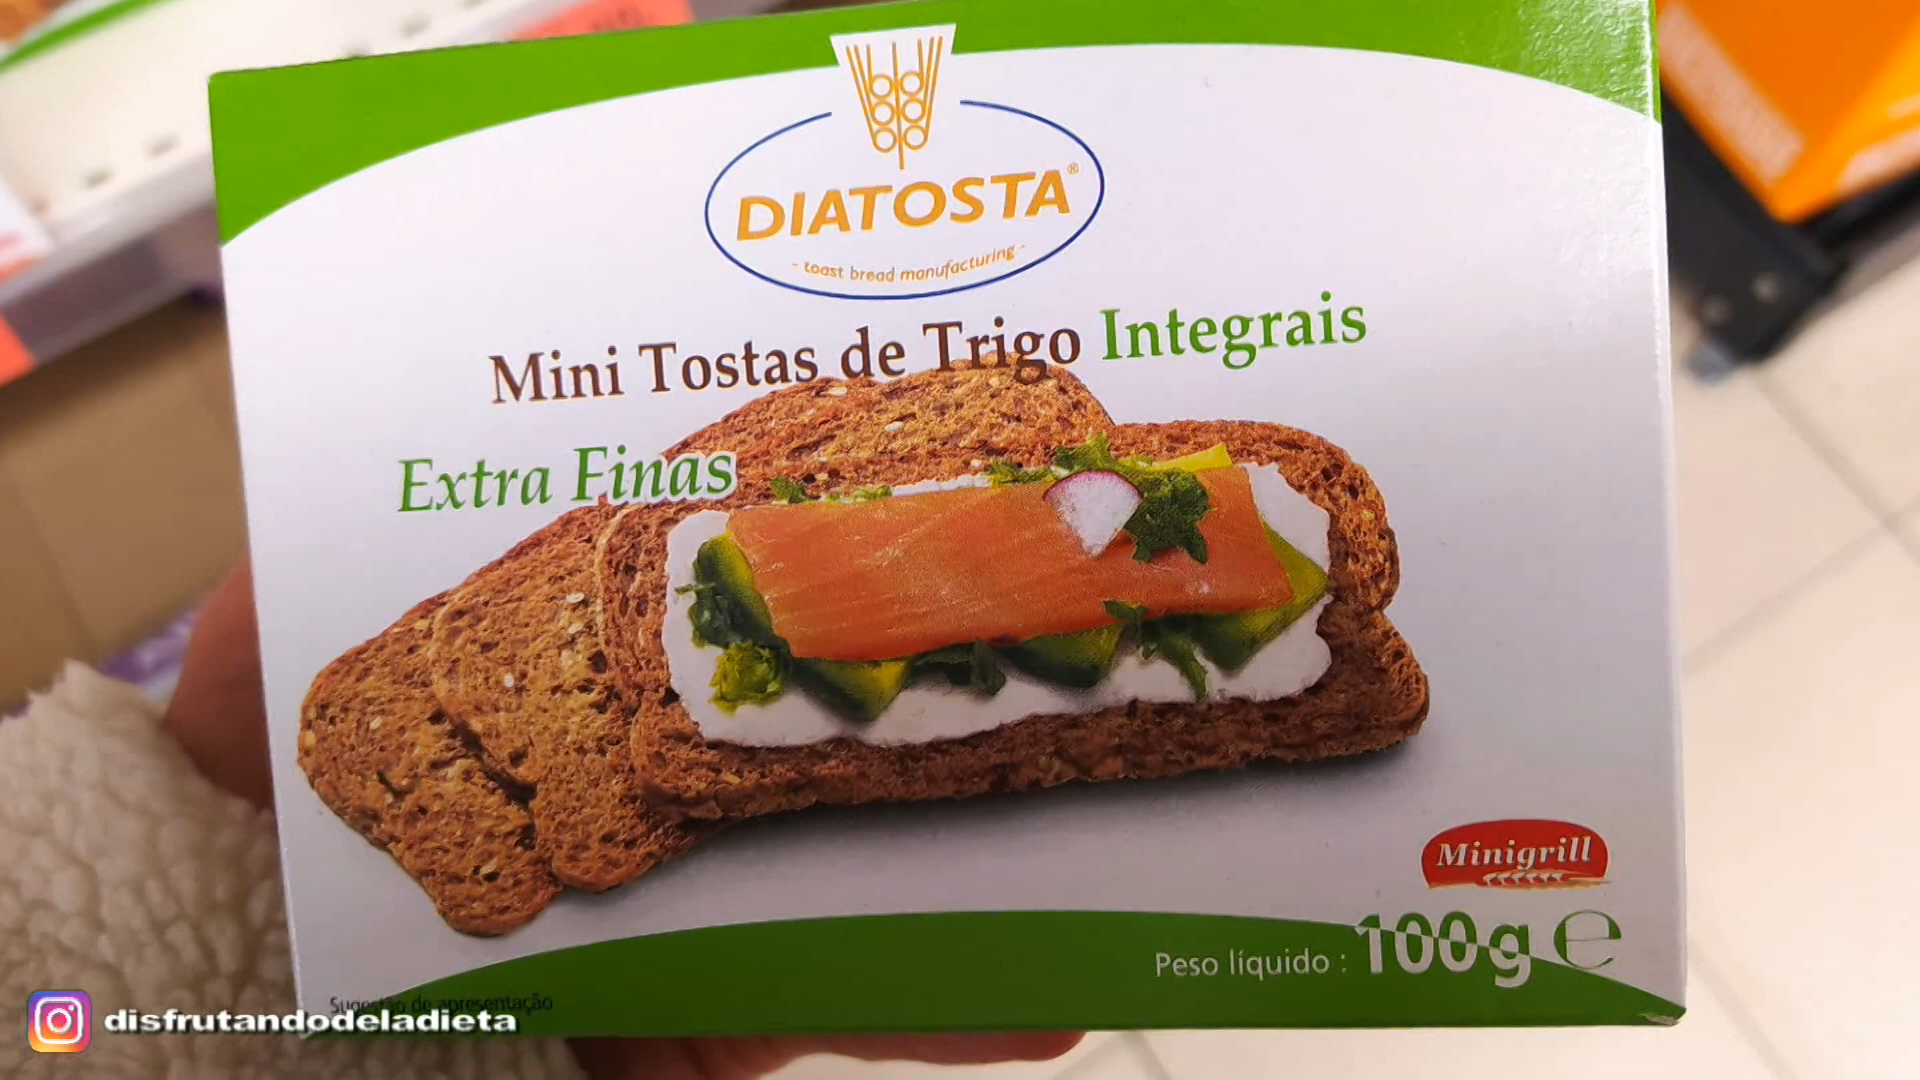 DIATOSTA®
- toast bread manufacturing -
Mini Tostas de Trigo Integrais
Extra Finas
Minigrill
Peso líquido : 100g ℮
Sugestão de apresentação
disfrutandodeladieta